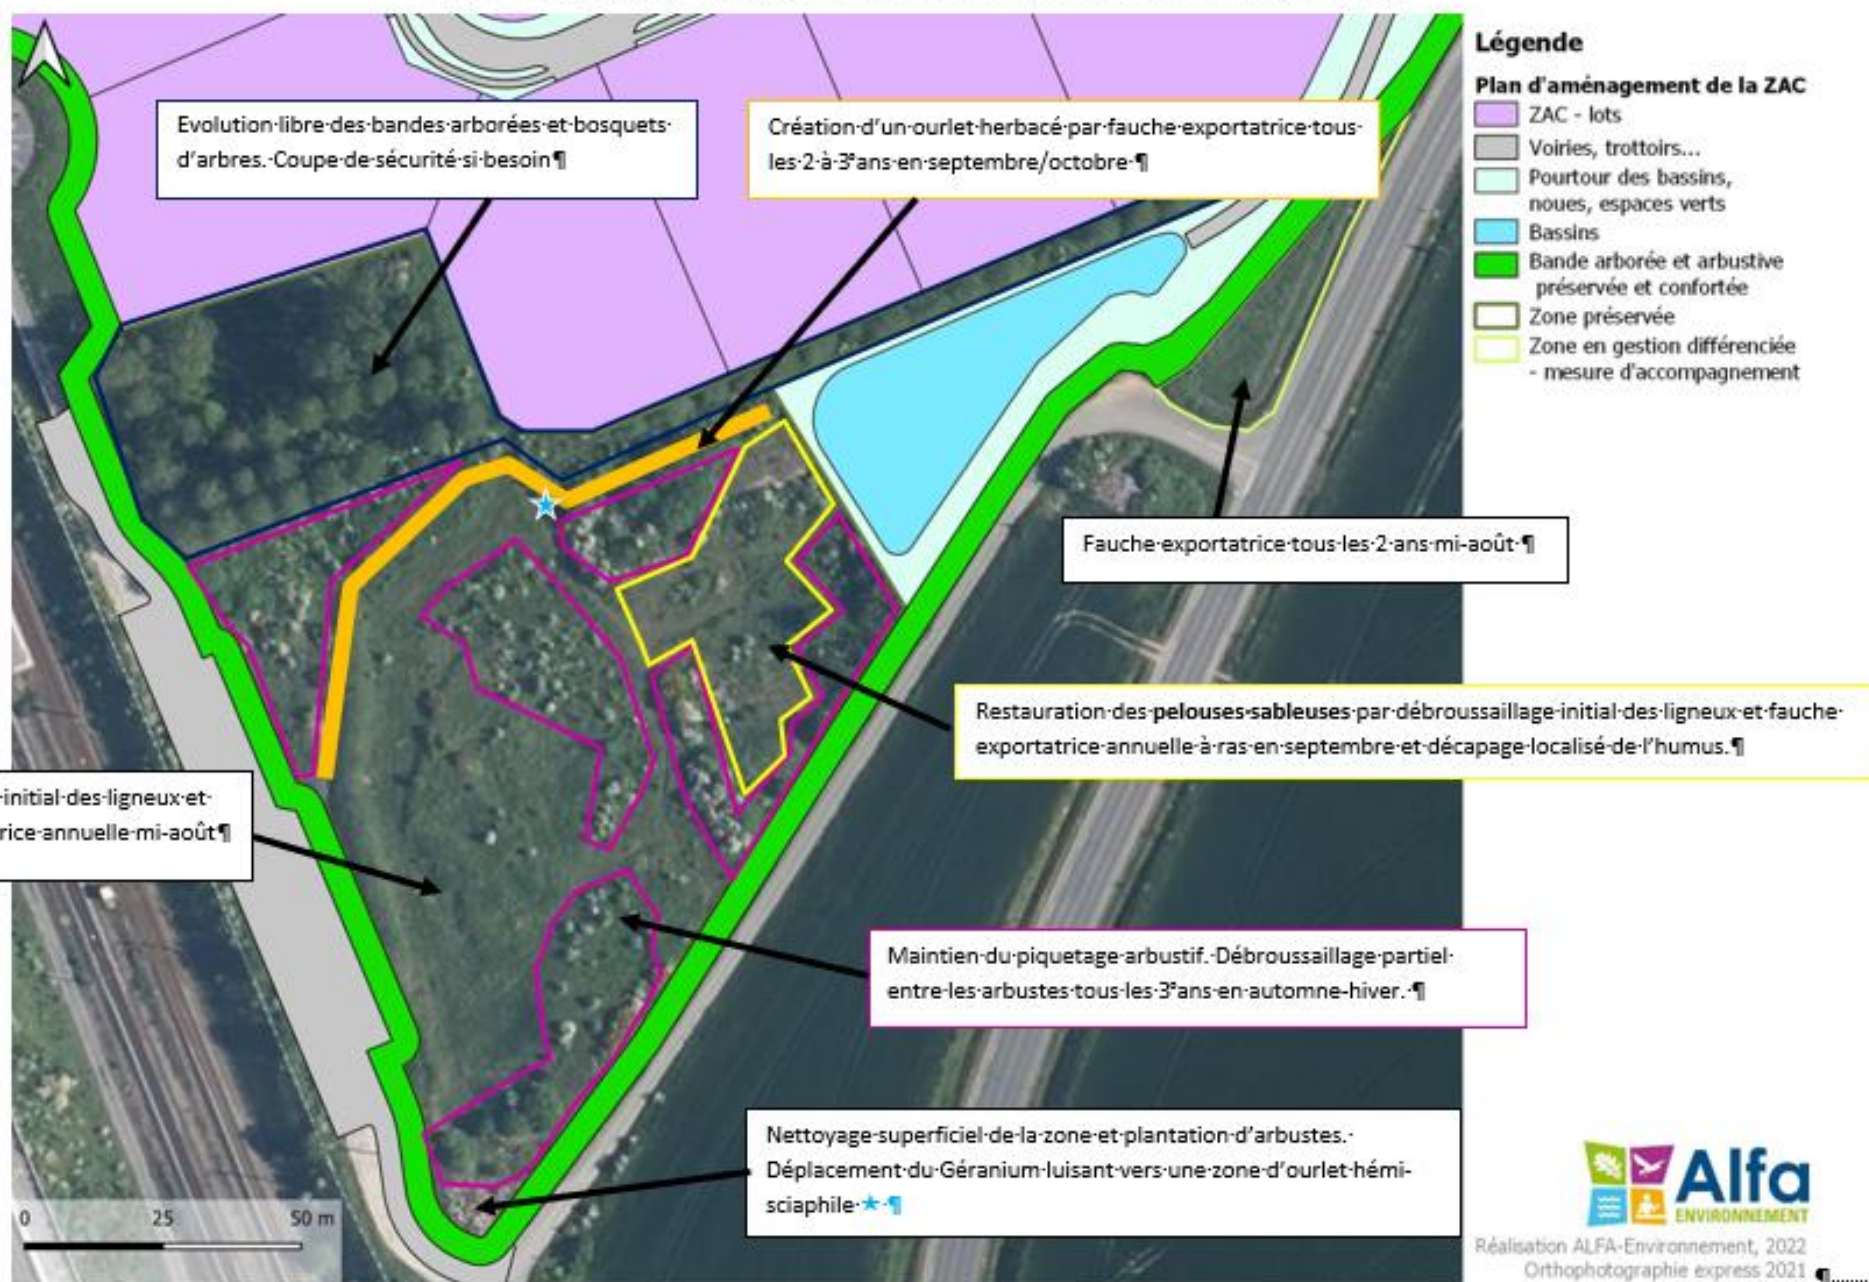 Légende
Plan d'aménagement de la ZAC
ZAC - lots
Voiries, trottoirs...
Pourtour des bassins,
noues, espaces verts
Bassins
Bande arborée et arbustive
préservée et confortée
Zone préservée
Zone en gestion différenciée
- mesure d'accompagnement
Evolution·libre·des·bandes·arborées·et·bosquets·
d'arbres.·Coupe·de·sécurité·si·besoin¶
Création·d'un·ourlet·herbacé·par·fauche·exportatrice·tous·
les·2·à·3°ans·en·septembre/octobre·¶
Fauche·exportatrice·tous·les·2·ans·mi-août·¶
Restauration·des·pelouses·sableuses·par·débroussaillage·initial·des·ligneux·et·fauche·
exportatrice·annuelle·à·ras·en·septembre·et·décapage·localisé·de·l'humus.¶
·initial·des·ligneux·et·
rice·annuelle·mi-août¶
Maintien·du·piquetage·arbustif.·Débroussaillage·partiel·
entre·les·arbustes·tous·les·3°ans·en·automne-hiver.·¶
Nettoyage·superficiel·de·la·zone·et·plantation·d'arbustes.·
Déplacement·du·Géranium·luisant·vers·une·zone·d'ourlet·hémi-
sciaphile·★·¶
0 25 50 m
Alfa
ENVIRONNEMENT
Réalisation ALFA-Environnement, 2022
Orthophotographie express 2021 ¶